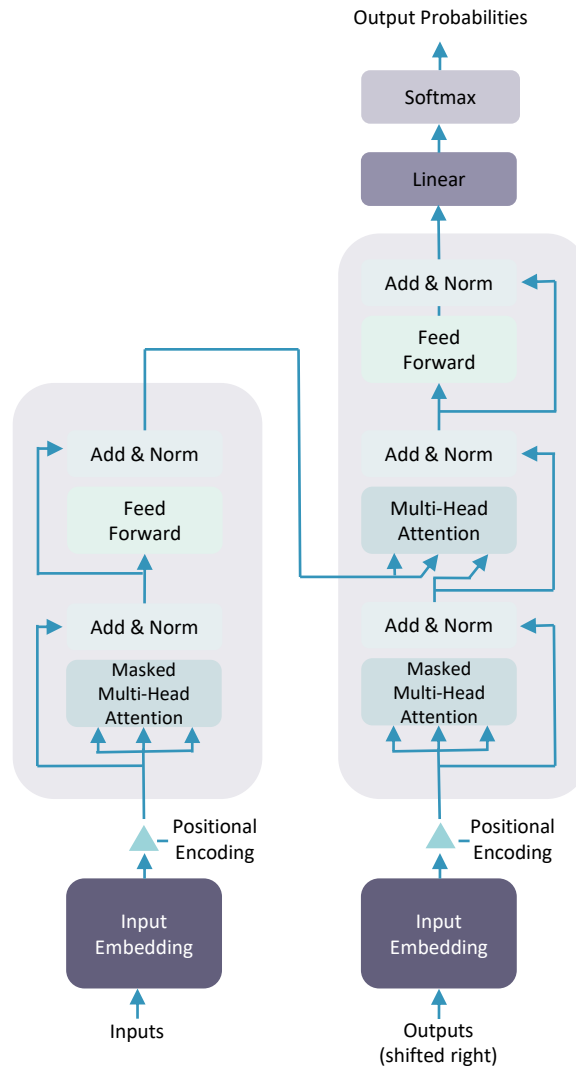 Output Probabilities
Softmax
Linear
Add & Norm
Feed
Forward
Add & Norm
Multi-Head
Attention
Add & Norm
Masked
Multi-Head
Attention
Positional
Encoding
Input
Embedding
Outputs
(shifted right)
Add & Norm
Feed
Forward
Add & Norm
Masked
Multi-Head
Attention
Positional
Encoding
Input
Embedding
Inputs